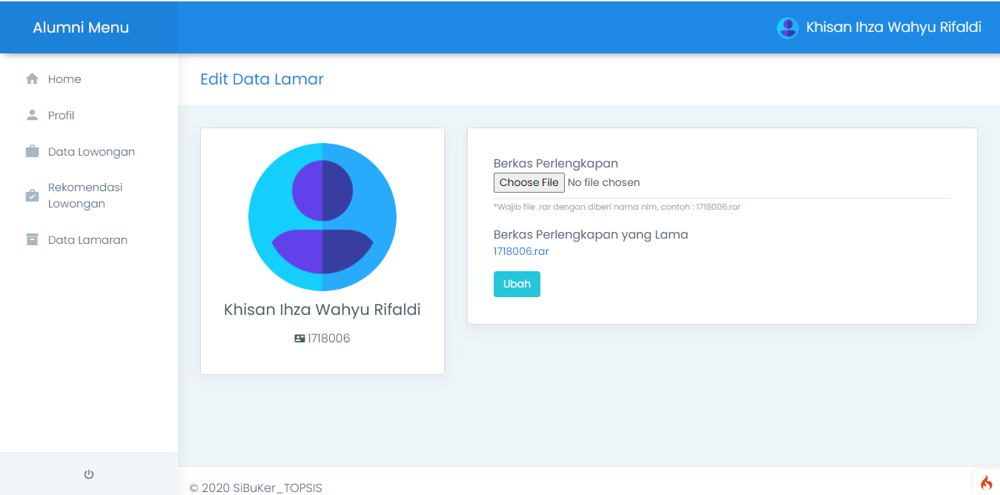 Alumni Menu
Khisan Ihza Wahyu Rifaldi
Home
Profil
Data Lowongan
Rekomendasi
Lowongan
Data Lamaran
Edit Data Lamar
Khisan Ihza Wahyu Rifaldi
1718006
Berkas Perlengkapan
Choose File No file chosen
*Wajib file .rar dengan diberi nama nim, contoh : 1718006.rar
Berkas Perlengkapan yang Lama
1718006.rar
Ubah
© 2020 SiBuKer_TOPSIS